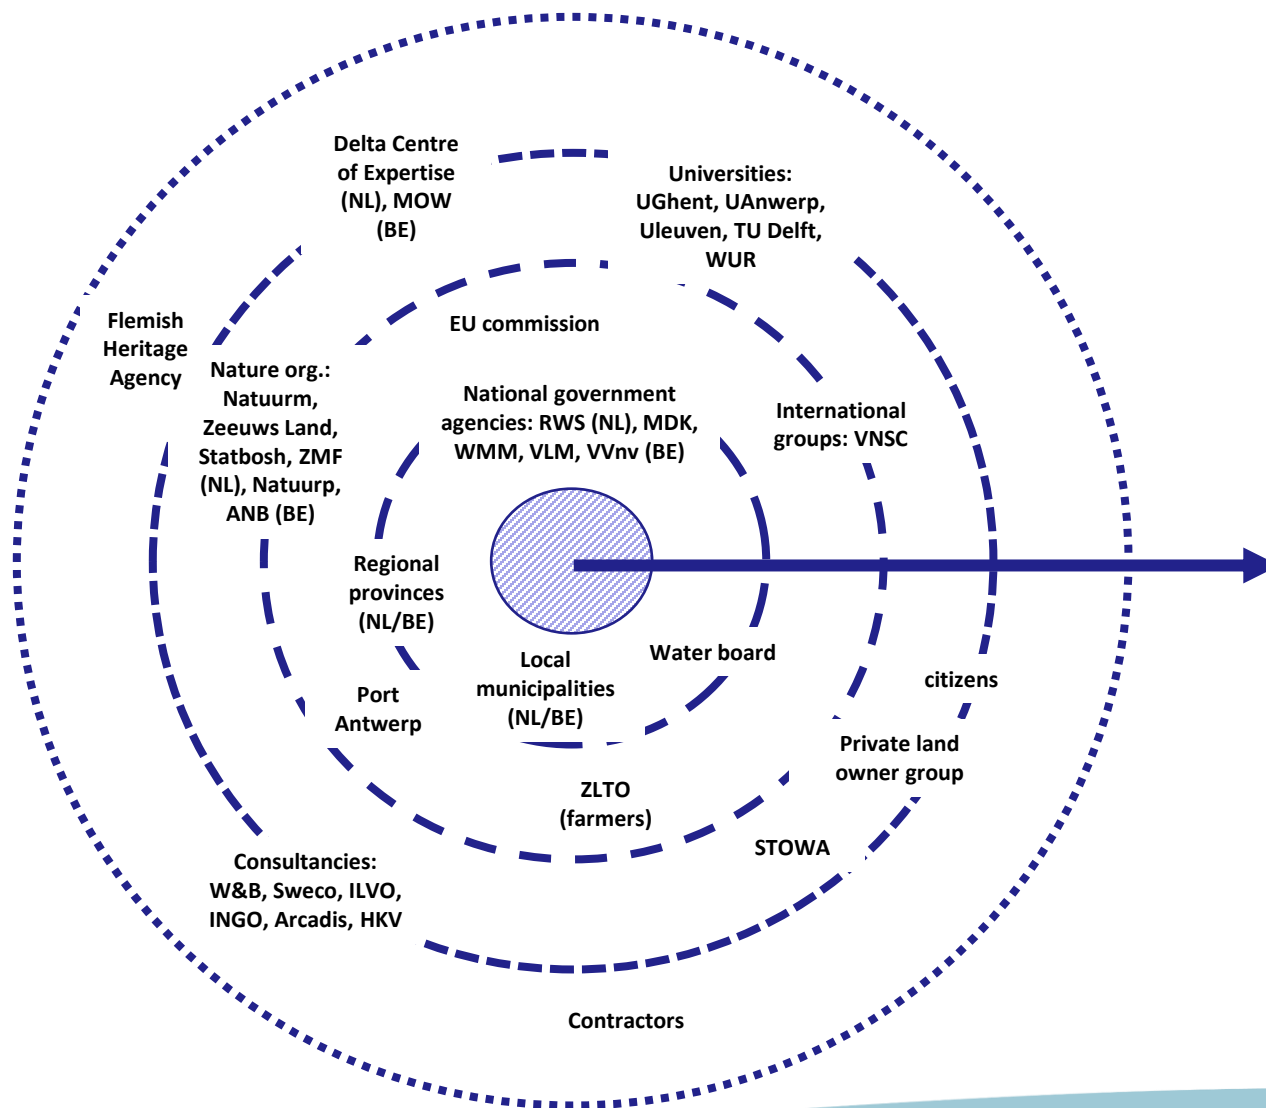 Delta Centre
of Expertise
(NL), MOW
(BE)
Universities:
UGhent, UAnwerp,
Uleuven, TU Delft,
WUR
Flemish
Heritage
Agency
EU commission
Nature org.:
Natuurm,
Zeeuws Land,
Statbosh, ZMF
(NL), Natuurp,
ANB (BE)
National government
agencies: RWS (NL), MDK,
WMM, VLM, VVnv (BE)
International
groups: VNSC
Regional
provinces
(NL/BE)
Local
municipalities
(NL/BE)
Water board
citizens
Port
Antwerp
Private land
owner group
ZLTO
(farmers)
STOWA
Consultancies:
W&B, Sweco, ILVO,
INGO, Arcadis, HKV
Contractors